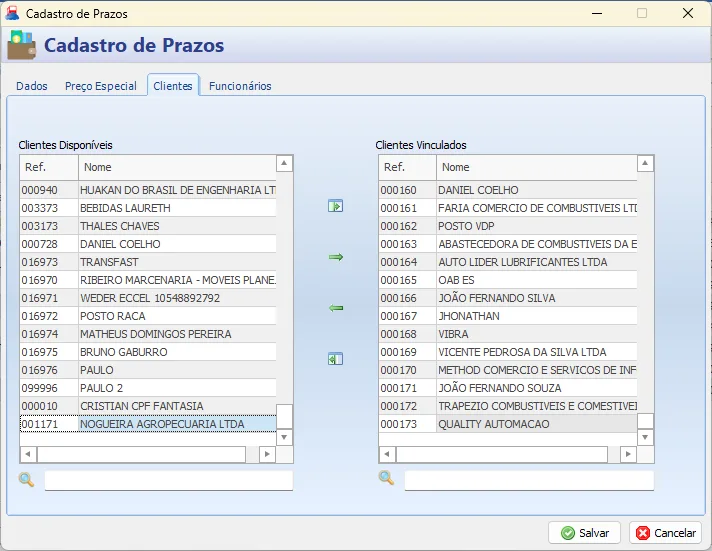 Cadastro de Prazos
Cadastro de Prazos
Dados Preço Especial Clientes Funcionários
Clientes Disponíveis
Ref. Nome
000940 HUAKAN DO BRASIL DE ENGENHARIA LT
003373 BEBIDAS LAURETH
003173 THALES CHAVES
000728 DANIEL COELHO
016973 TRANSFAST
016970 RIBEIRO MARCENARIA - MOVEIS PLANE
016971 WEDER ECCEL 10548892792
016972 POSTO RACA
016974 MATHEUS DOMINGOS PEREIRA
016975 BRUNO GABURRO
016976 PAULO
099996 PAULO 2
000010 CRISTIAN CPF FANTASIA
001171 NOGUEIRA AGROPECUARIA LTDA
Clientes Vinculados
Ref. Nome
000160 DANIEL COELHO
000161 FARIA COMERCIO DE COMBUSTIVEIS LTD
000162 POSTO VDP
000163 ABASTECEDORA DE COMBUSTIVEIS DA E
000164 AUTO LIDER LUBRIFICANTES LTDA
000165 OAB ES
000166 JOÃO FERNANDO SILVA
000167 JHONATHAN
000168 VIBRA
000169 VICENTE PEDROSA DA SILVA LTDA
000170 METHOD COMERCIO E SERVICOS DE INF
000171 JOÃO FERNANDO SOUZA
000172 TRAPEZIO COMBUSTIVEIS E COMESTIVEI
000173 QUALITY AUTOMACAO
Salvar Cancelar